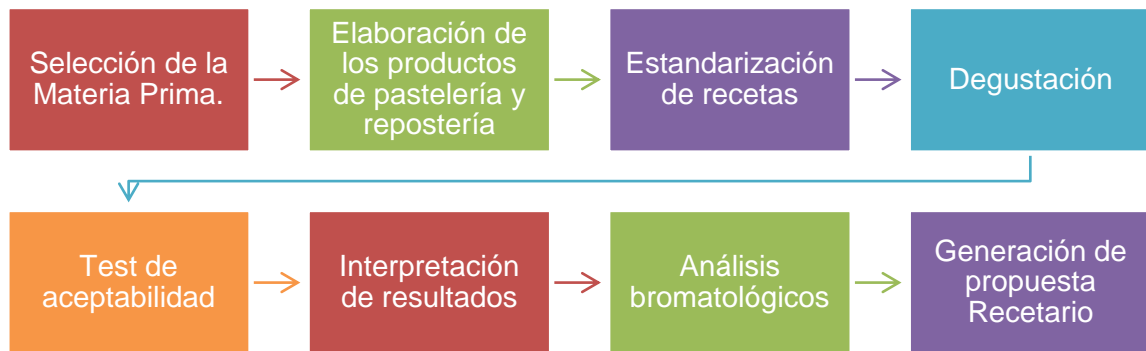 Selección de la
Materia Prima.
Elaboración de
los productos
de pastelería y
repostería
Estandarización
de recetas
Degustación
Test de
aceptabilidad
Interpretación
de resultados
Análisis
bromatológicos
Generación de
propuesta
Recetario